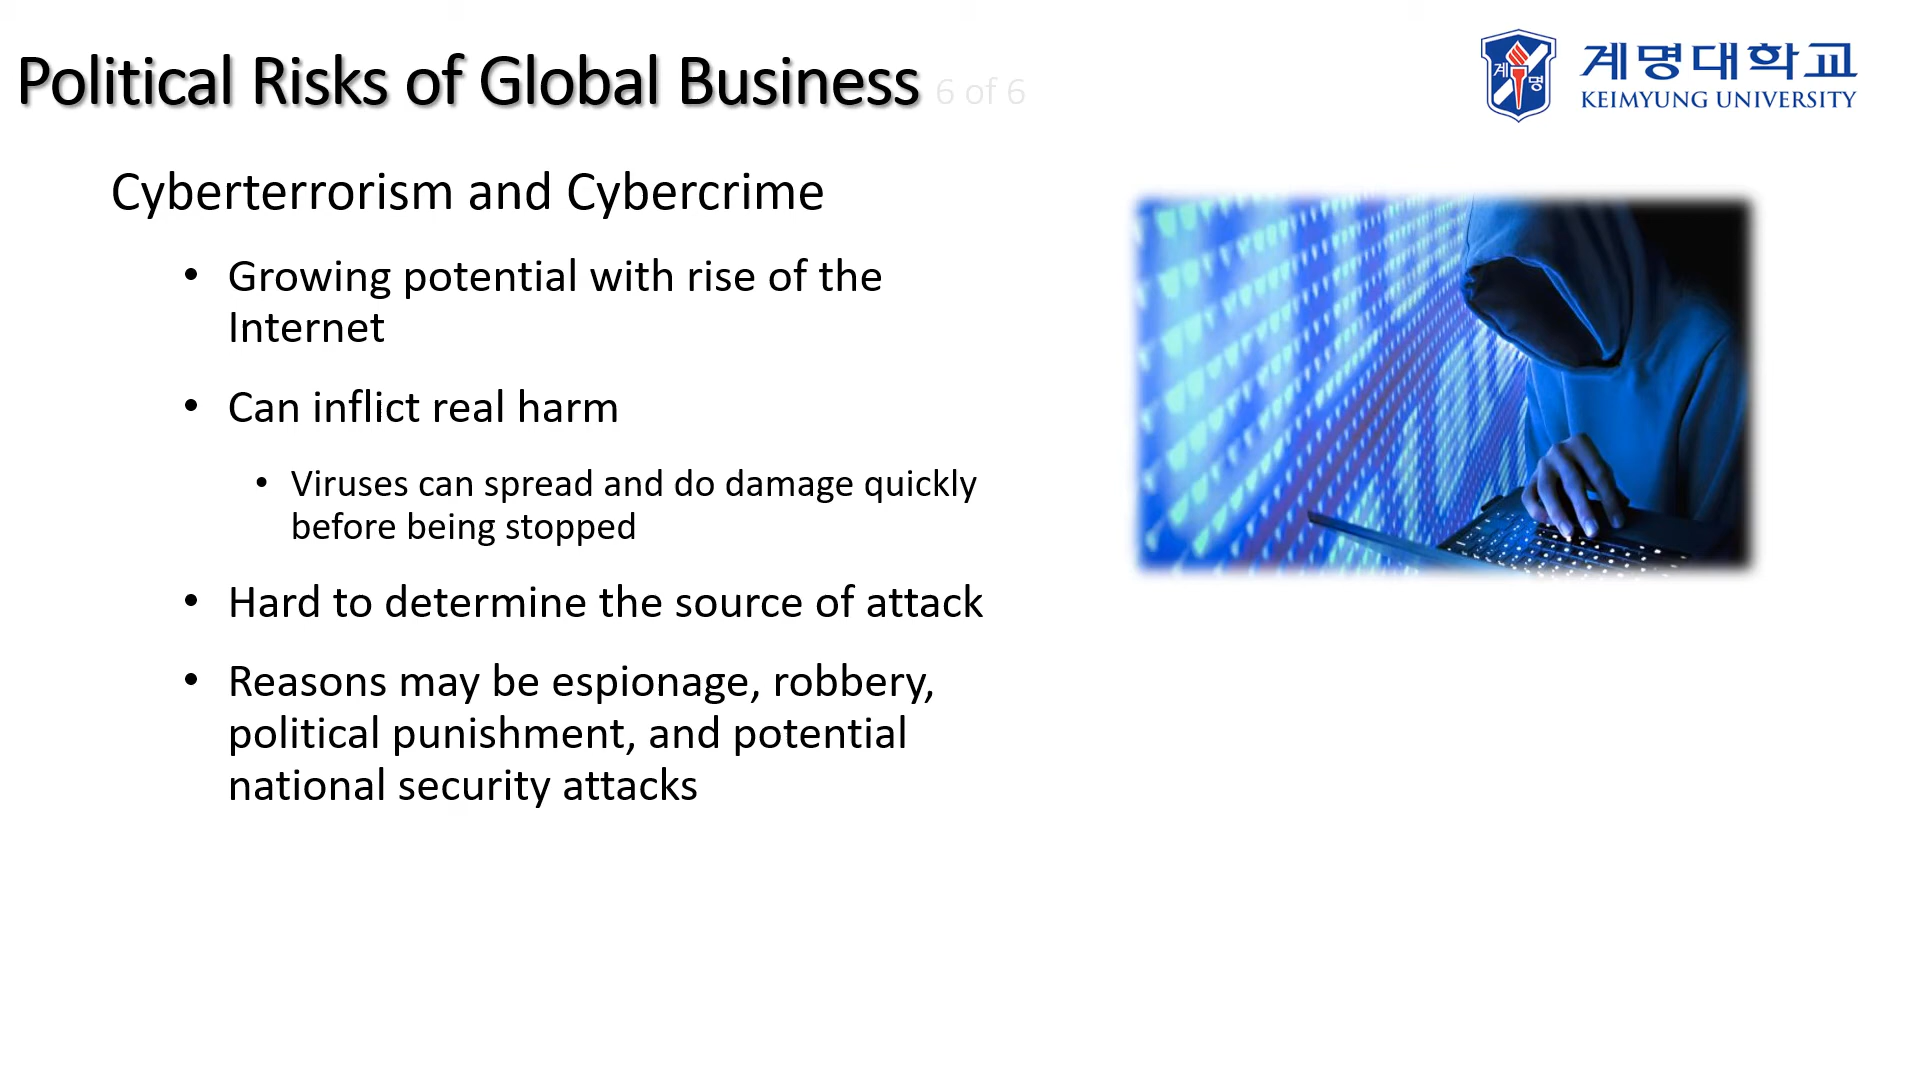 Political Risks of Global Business 6 of 6
계명대학교
KEIMYUNG UNIVERSITY
계
명
Cyberterrorism and Cybercrime
• Growing potential with rise of the
Internet
• Can inflict real harm
• Viruses can spread and do damage quickly
before being stopped
• Hard to determine the source of attack
• Reasons may be espionage, robbery,
political punishment, and potential
national security attacks